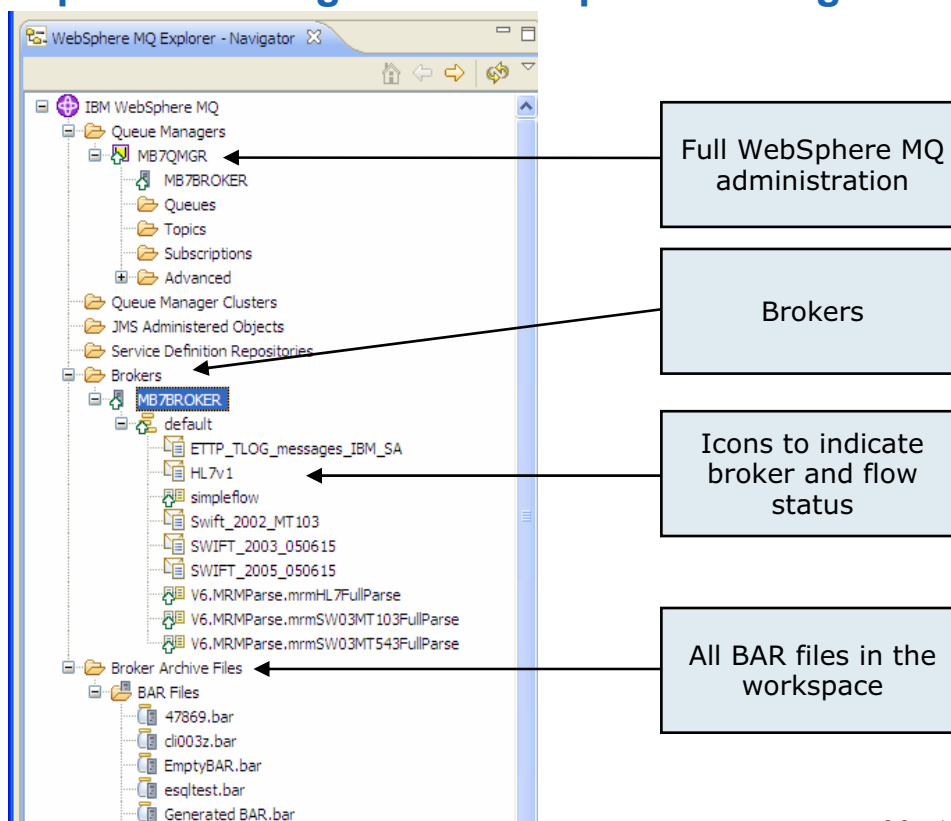 WebSphere MQ Explorer - Navigator
IBM WebSphere MQ
Queue Managers
MB7QMGR
MB7BROKER
Queues
Topics
Subscriptions
Advanced
Queue Manager Clusters
JMS Administered Objects
Service Definition Repositories
Brokers
MB7BROKER
default
ETTP_TLOG_messages_IBM_SA
HL7v1
simpleflow
Swift_2002_MT103
SWIFT_2003_050615
SWIFT_2005_050615
V6.MRMParse.mrmHL7FullParse
V6.MRMParse.mrmSW03MT103FullParse
V6.MRMParse.mrmSW03MT543FullParse
Broker Archive Files
BAR Files
47869.bar
cli003z.bar
EmptyBAR.bar
esqltest.bar
Generated BAR.bar
Full WebSphere MQ
administration
Brokers
Icons to indicate
broker and flow
status
All BAR files in the
workspace